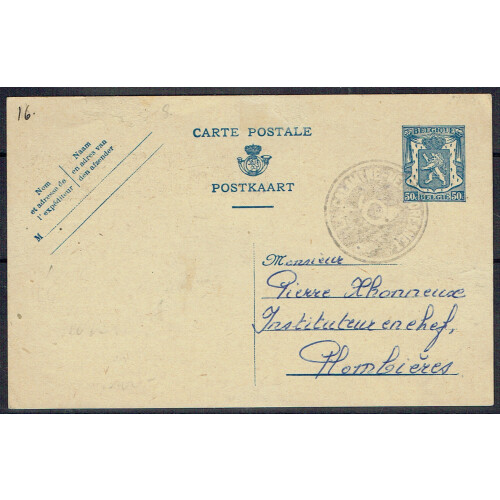 16.
Nom
et adresse de
l'expéditeur
Naam
en adres van
den afzender
M
CARTE POSTALE
POSTKAART
BELGIQUE
50 BELGIË 50
Monsieur
Pierre Xhonneux
Instituteur en chef,
Plombières